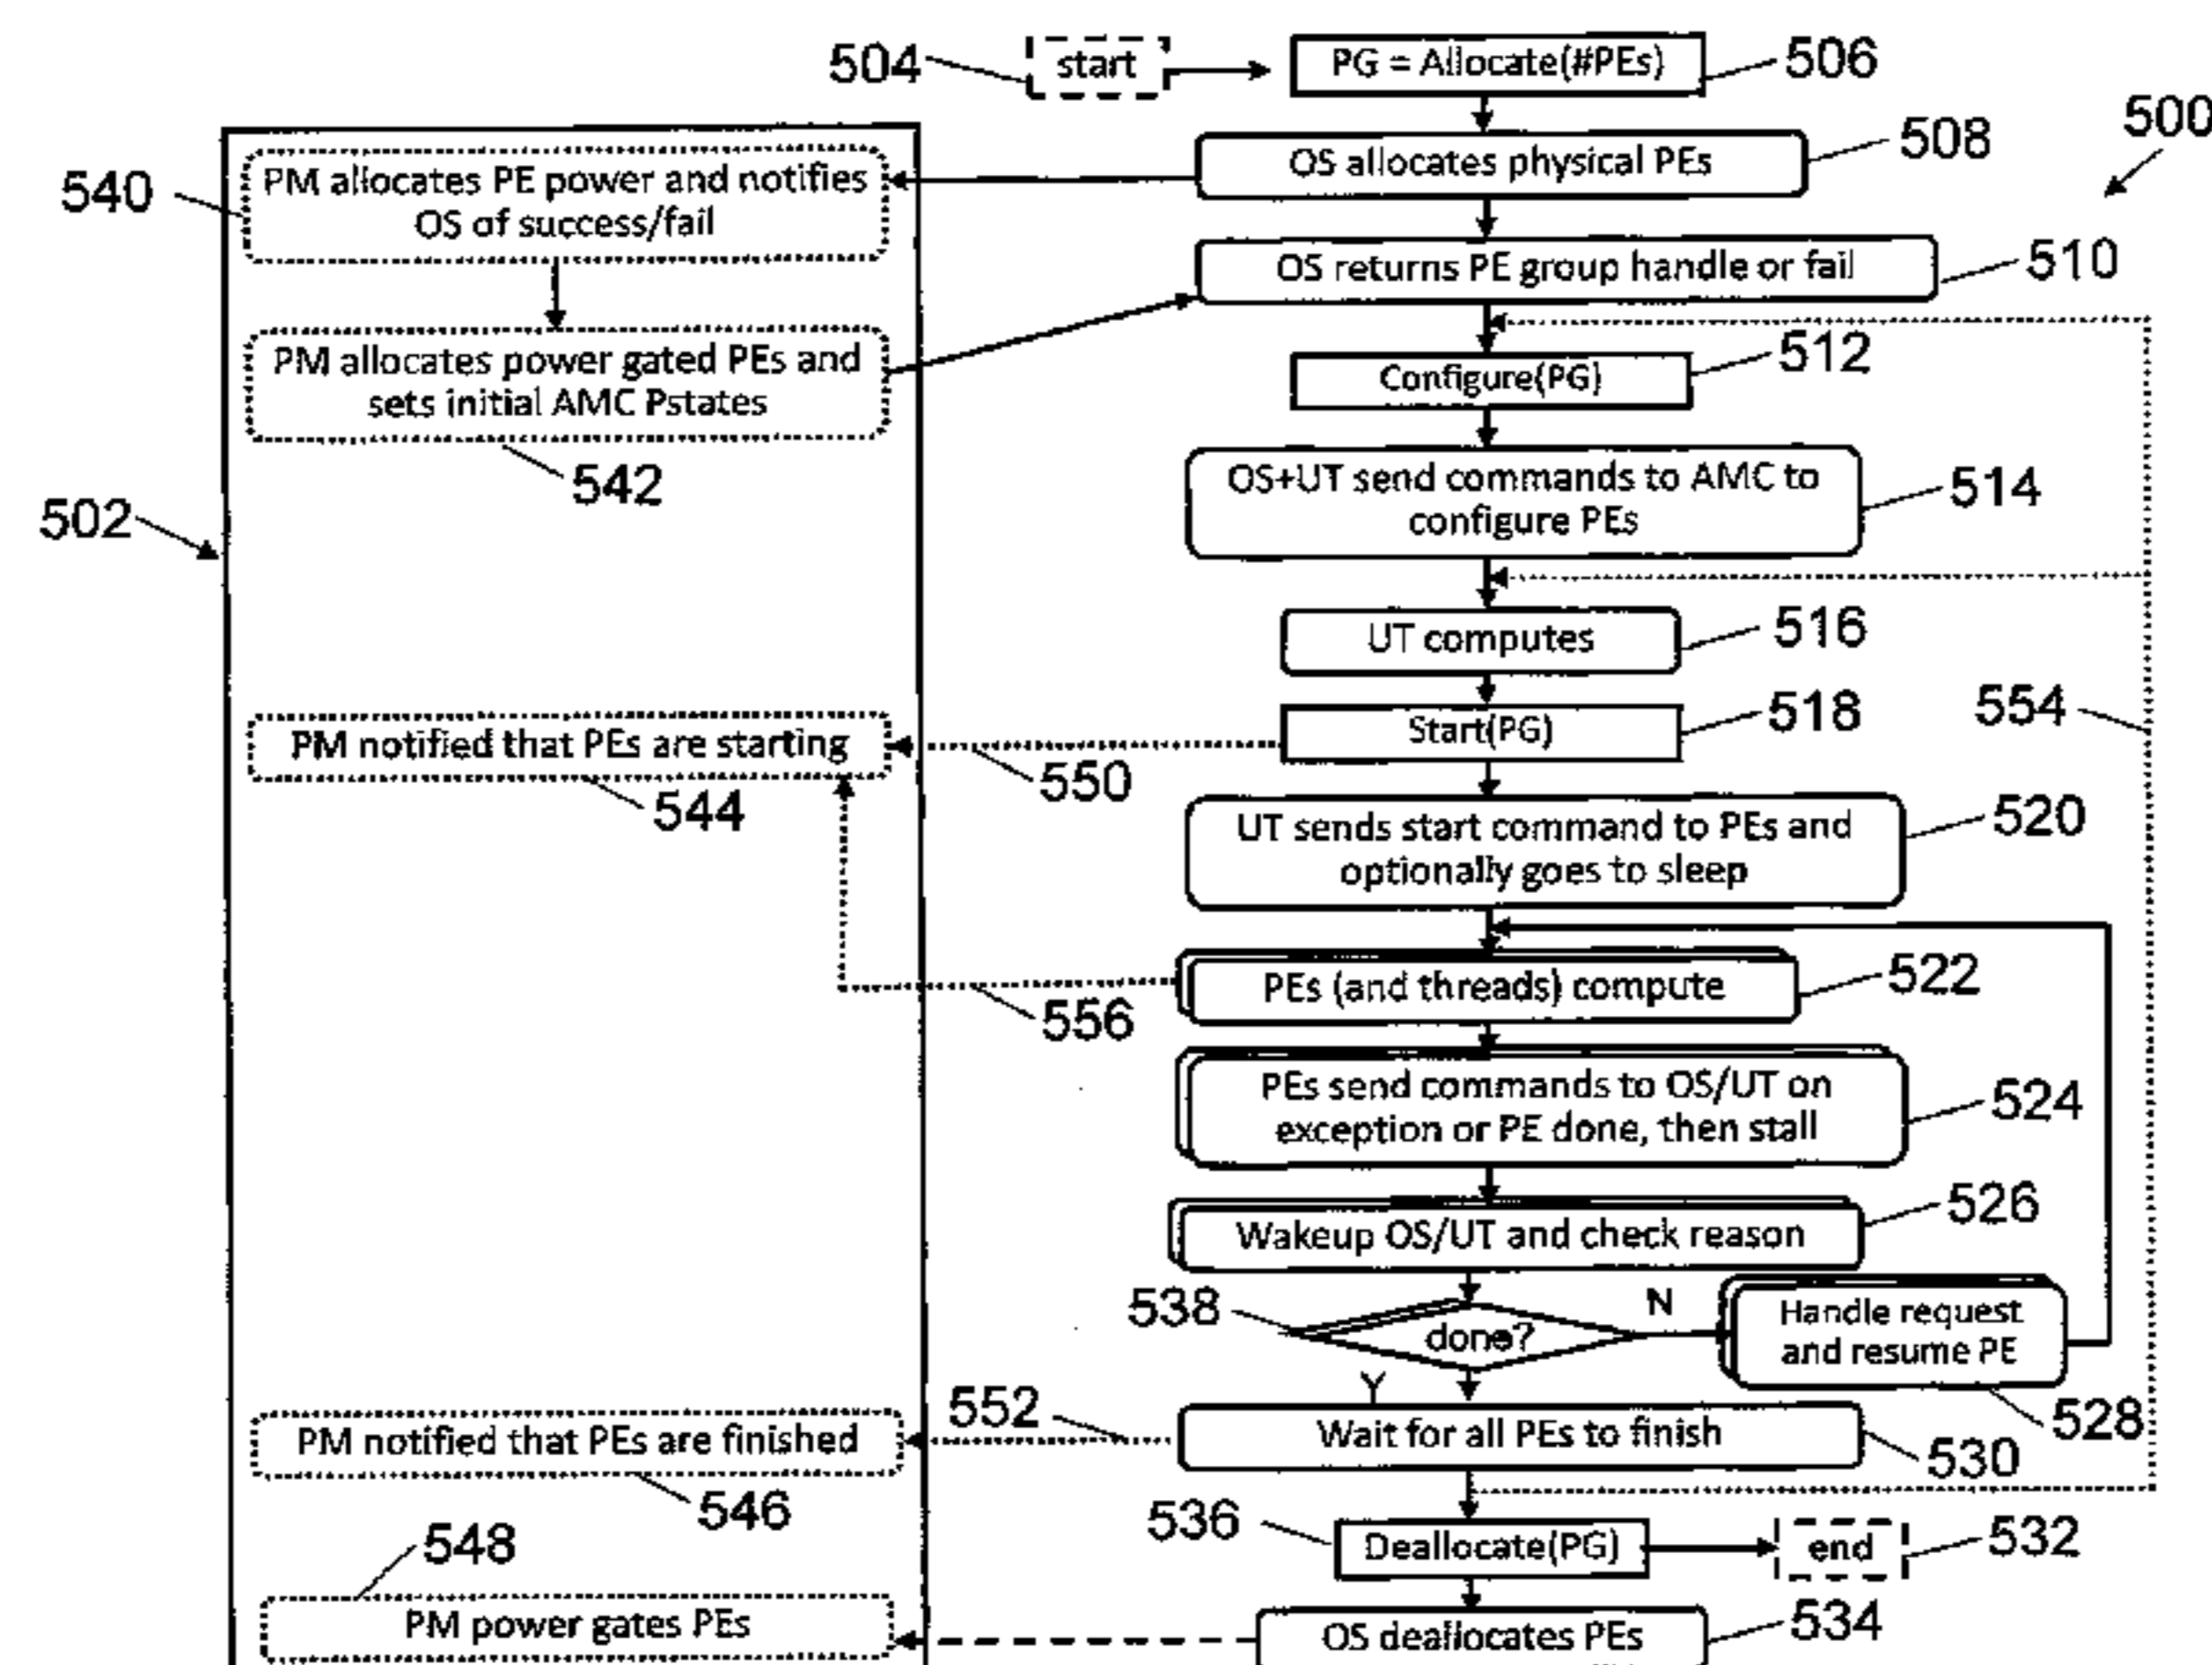 504
start
PG = Allocate(#PEs)
506
500
OS allocates physical PEs
508
540
PM allocates PE power and notifies
OS of success/fail
OS returns PE group handle or fail
510
PM allocates power gated PEs and
sets initial AMC Pstates
542
Configure(PG)
512
502
OS+UT send commands to AMC to
configure PEs
514
UT computes
516
554
PM notified that PEs are starting
544
550
Start(PG)
518
UT sends start command to PEs and
optionally goes to sleep
520
PEs (and threads) compute
522
556
PEs send commands to OS/UT on
exception or PE done, then stall
524
Wakeup OS/UT and check reason
526
538
done?
N
Handle request
and resume PE
528
Y
552
PM notified that PEs are finished
546
Wait for all PEs to finish
530
536
Deallocate(PG)
end
532
548
PM power gates PEs
OS deallocates PEs
534